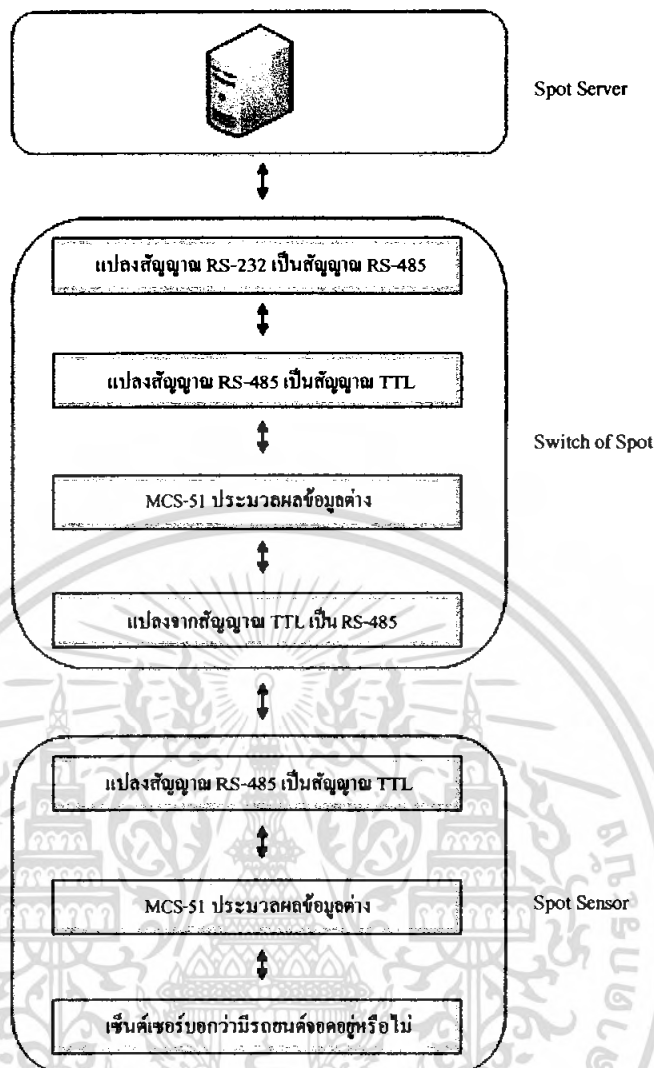 Spot Server
แปลงสัญญาณ RS-232 เป็นสัญญาณ RS-485
แปลงสัญญาณ RS-485 เป็นสัญญาณ TTL
Switch of Spot
MCS-51 ประมวลผลข้อมูลต่าง
แปลงจากสัญญาณ TTL เป็น RS-485
แปลงสัญญาณ RS-485 เป็นสัญญาณ TTL
MCS-51 ประมวลผลข้อมูลต่าง
Spot Sensor
เซ็นต์เซอร์บอกว่ามีรถยนต์จอดอยู่หรือไม่